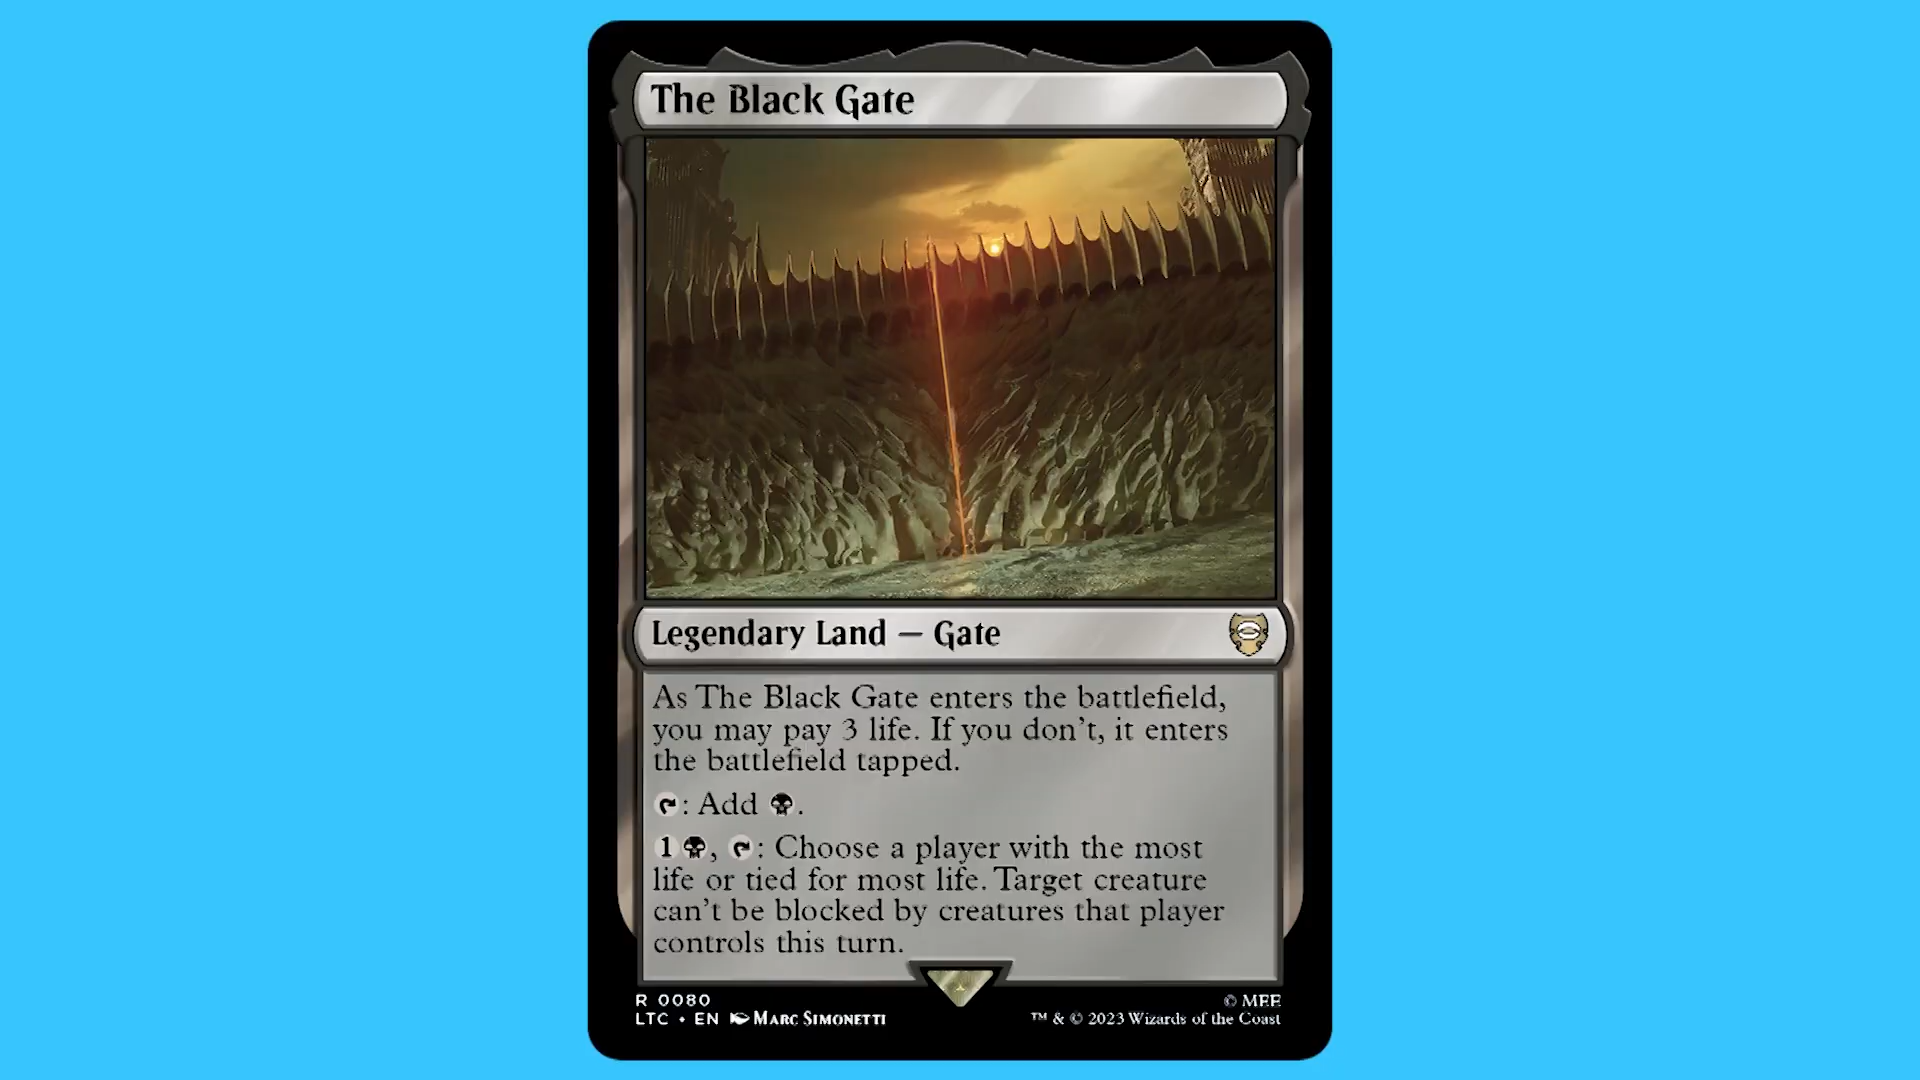 The Black Gate
Legendary Land — Gate
As The Black Gate enters the battlefield,
you may pay 3 life. If you don't, it enters
the battlefield tapped.
: Add .
1, : Choose a player with the most
life or tied for most life. Target creature
can't be blocked by creatures that player
controls this turn.
R 0080
LTC • EN Marc Simonetti
© MEE
™ & © 2023 Wizards of the Coast